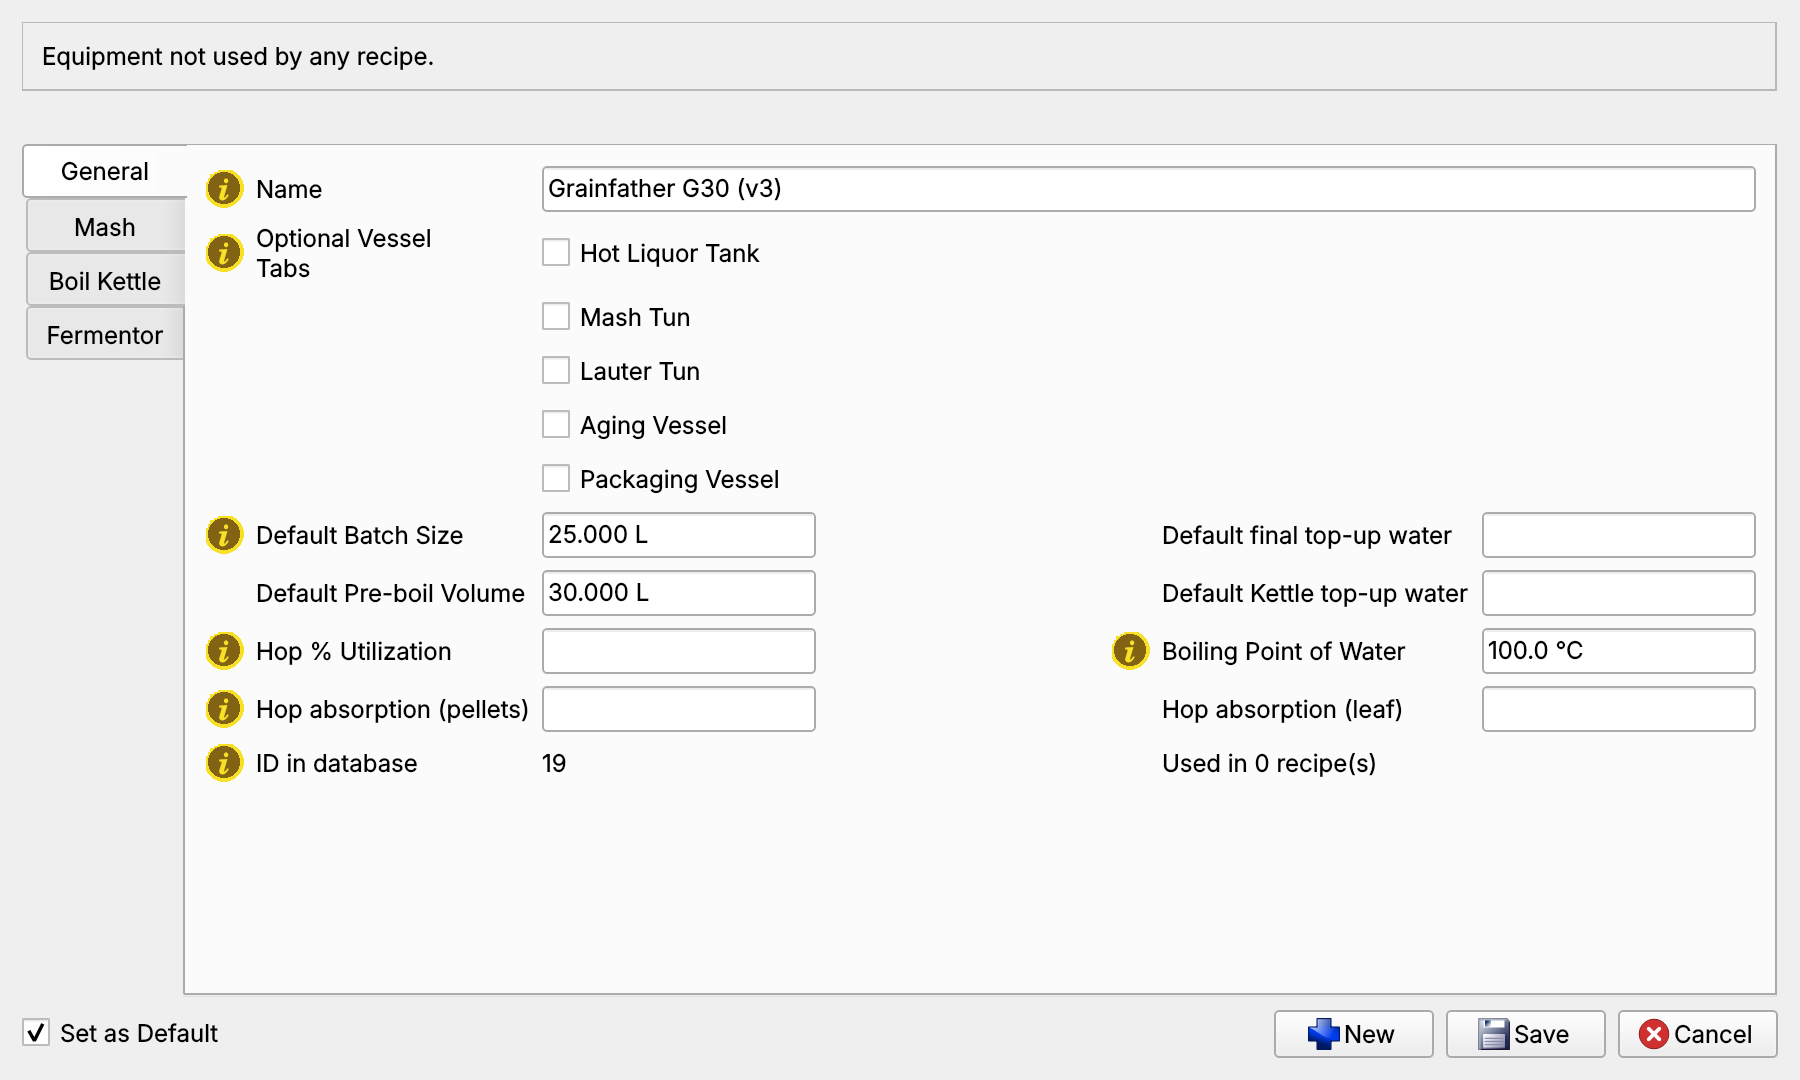 Equipment not used by any recipe.
General
Mash
Boil Kettle
Fermentor
Name
Grainfather G30 (v3)
Optional Vessel
Tabs
Hot Liquor Tank
Mash Tun
Lauter Tun
Aging Vessel
Packaging Vessel
Default Batch Size
25.000 L
Default final top-up water
Default Pre-boil Volume
30.000 L
Default Kettle top-up water
Hop % Utilization
Boiling Point of Water
100.0 °C
Hop absorption (pellets)
Hop absorption (leaf)
ID in database
19
Used in 0 recipe(s)
Set as Default
New
Save
Cancel